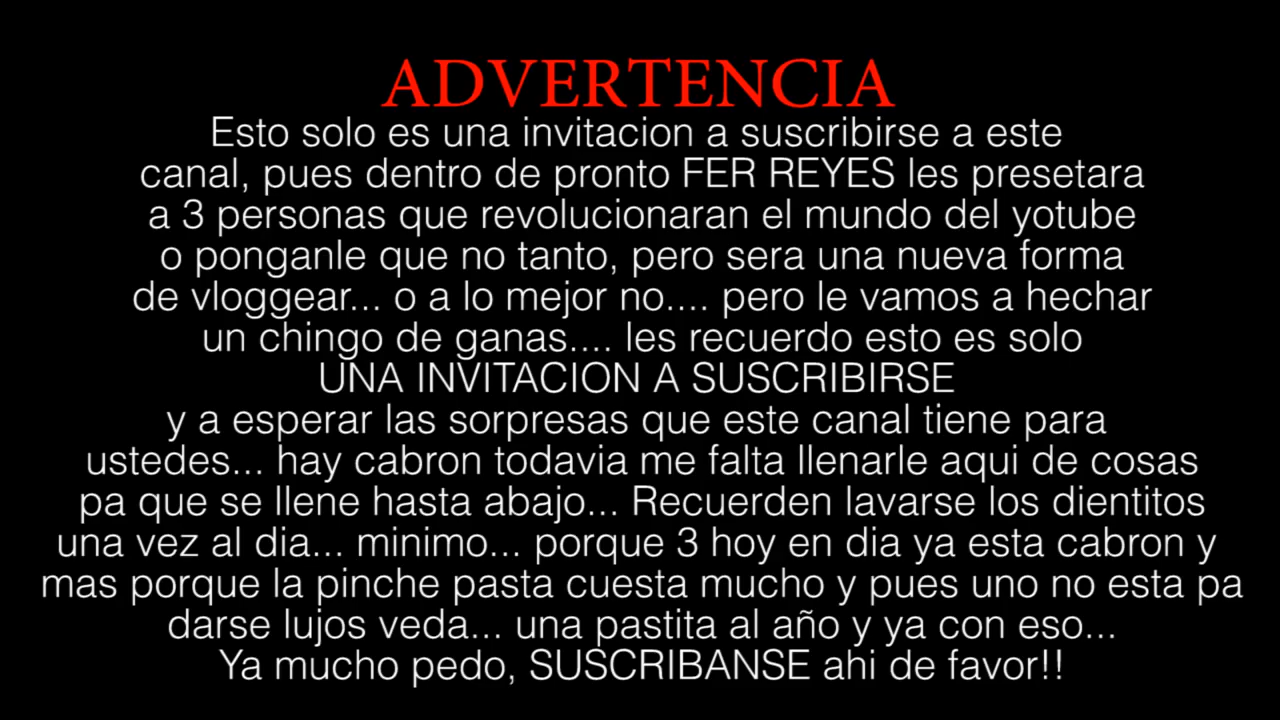 ADVERTENCIA
Esto solo es una invitacion a suscribirse a este
canal, pues dentro de pronto FER REYES les presetara
a 3 personas que revolucionaran el mundo del yotube
o ponganle que no tanto, pero sera una nueva forma
de vloggear... o a lo mejor no.... pero le vamos a hechar
un chingo de ganas.... les recuerdo esto es solo
UNA INVITACION A SUSCRIBIRSE
y a esperar las sorpresas que este canal tiene para
ustedes... hay cabron todavia me falta llenarle aqui de cosas
pa que se llene hasta abajo... Recuerden lavarse los dientitos
una vez al dia... minimo... porque 3 hoy en dia ya esta cabron y
mas porque la pinche pasta cuesta mucho y pues uno no esta pa
darse lujos veda... una pastita al año y ya con eso...
Ya mucho pedo, SUSCRIBANSE ahi de favor!!